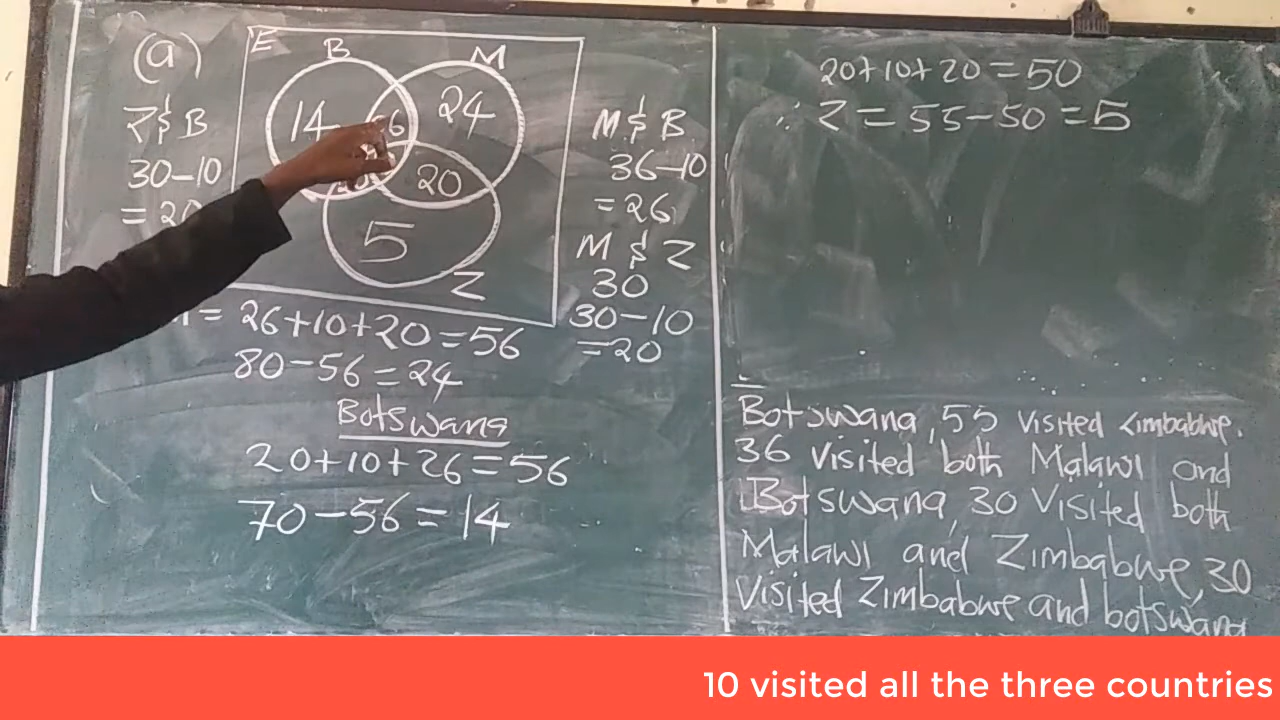 (a)
E
B
M
14
26
24
20
20
5
Z
Z & B
30-10
= 20
M & B
36-10
= 26
M & Z
30
30-10
=20
= 26+10+20=56
80-56=24
Botswana
20+10+26=56
70-56=14
20+10+20=50
∴ Z = 55-50=5
Botswana, 55 visited Zimbabwe.
36 visited both Malawi and
Botswana, 30 Visited both
Malawi and Zimbabwe, 30
visited Zimbabwe and botswana
10 visited all the three countries